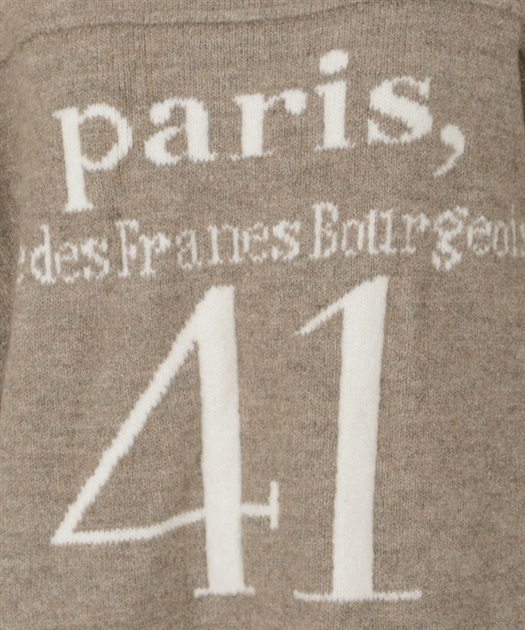 paris,
des Francs Bourgeois
41